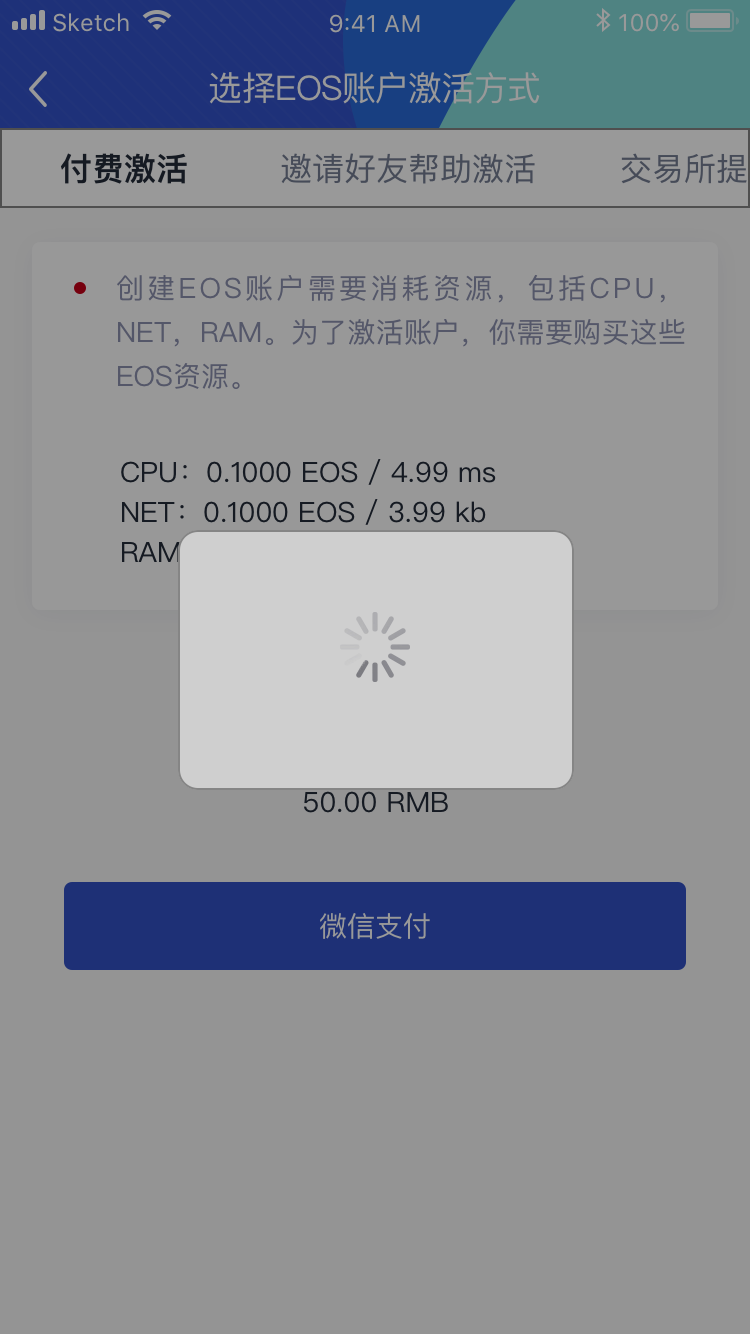 Sketch 9:41 AM 100%
选择EOS账户激活方式
付费激活 邀请好友帮助激活 交易所提
创建EOS账户需要消耗资源，包括CPU，
NET，RAM。为了激活账户，你需要购买这些
EOS资源。
CPU：0.1000 EOS / 4.99 ms
NET：0.1000 EOS / 3.99 kb
RAM
50.00 RMB
微信支付